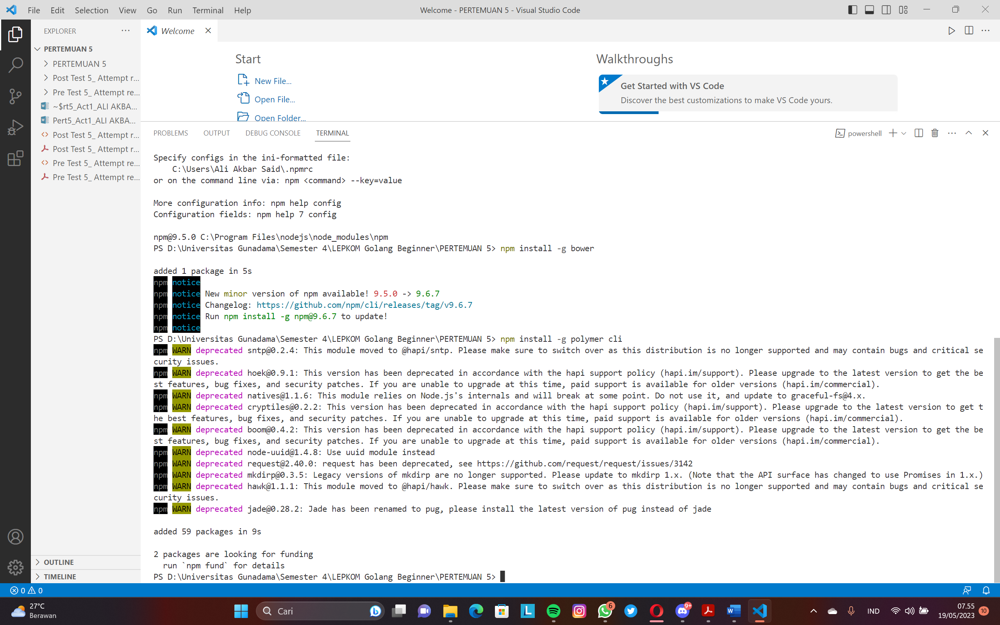 File Edit Selection View Go Run Terminal Help
Welcome - PERTEMUAN 5 - Visual Studio Code
EXPLORER
PERTEMUAN 5
PERTEMUAN 5
Post Test 5_ Attempt r...
Pre Test 5_ Attempt re...
~$rt5_Act1_ALI AKBA...
Pert5_Act1_ALI AKBA...
Post Test 5_ Attempt r...
Post Test 5_ Attempt r...
Pre Test 5_ Attempt re...
Pre Test 5_ Attempt re...
OUTLINE
TIMELINE
Welcome
Start
New File...
Open File...
Open Folder...
Walkthroughs
Get Started with VS Code
Discover the best customizations to make VS Code yours.
PROBLEMS OUTPUT DEBUG CONSOLE TERMINAL
powershell
Specify configs in the ini-formatted file:
C:\Users\Ali Akbar Said\.npmrc
or on the command line via: npm <command> --key=value
More configuration info: npm help config
Configuration fields: npm help 7 config
npm@9.5.0 C:\Program Files\nodejs\node_modules\npm
PS D:\Universitas Gunadama\Semester 4\LEPKOM Golang Beginner\PERTEMUAN 5> npm install -g bower
added 1 package in 5s
npm notice
npm notice New minor version of npm available! 9.5.0 -> 9.6.7
npm notice Changelog: https://github.com/npm/cli/releases/tag/v9.6.7
npm notice Run npm install -g npm@9.6.7 to update!
npm notice
PS D:\Universitas Gunadama\Semester 4\LEPKOM Golang Beginner\PERTEMUAN 5> npm install -g polymer cli
npm WARN deprecated sntp@0.2.4: This module moved to @hapi/sntp. Please make sure to switch over as this distribution is no longer supported and may contain bugs and critical se
curity issues.
npm WARN deprecated hoek@0.9.1: This version has been deprecated in accordance with the hapi support policy (hapi.im/support). Please upgrade to the latest version to get the be
st features, bug fixes, and security patches. If you are unable to upgrade at this time, paid support is available for older versions (hapi.im/commercial).
npm WARN deprecated natives@1.1.6: This module relies on Node.js's internals and will break at some point. Do not use it, and update to graceful-fs@4.x.
npm WARN deprecated cryptiles@0.2.2: This version has been deprecated in accordance with the hapi support policy (hapi.im/support). Please upgrade to the latest version to get t
he best features, bug fixes, and security patches. If you are unable to upgrade at this time, paid support is available for older versions (hapi.im/commercial).
npm WARN deprecated boom@0.4.2: This version has been deprecated in accordance with the hapi support policy (hapi.im/support). Please upgrade to the latest version to get the be
st features, bug fixes, and security patches. If you are unable to upgrade at this time, paid support is available for older versions (hapi.im/commercial).
npm WARN deprecated node-uuid@1.4.8: Use uuid module instead
npm WARN deprecated request@2.40.0: request has been deprecated, see https://github.com/request/request/issues/3142
npm WARN deprecated mkdirp@0.3.5: Legacy versions of mkdirp are no longer supported. Please update to mkdirp 1.x. (Note that the API surface has changed to use Promises in 1.x.)
npm WARN deprecated hawk@1.1.1: This module moved to @hapi/hawk. Please make sure to switch over as this distribution is no longer supported and may contain bugs and critical se
curity issues.
npm WARN deprecated jade@0.28.2: Jade has been renamed to pug, please install the latest version of pug instead of jade
added 59 packages in 9s
2 packages are looking for funding
run `npm fund` for details
PS D:\Universitas Gunadama\Semester 4\LEPKOM Golang Beginner\PERTEMUAN 5>
0 0
27°C
Berawan
Cari
6
9+
IND
07.55
19/05/2023
10